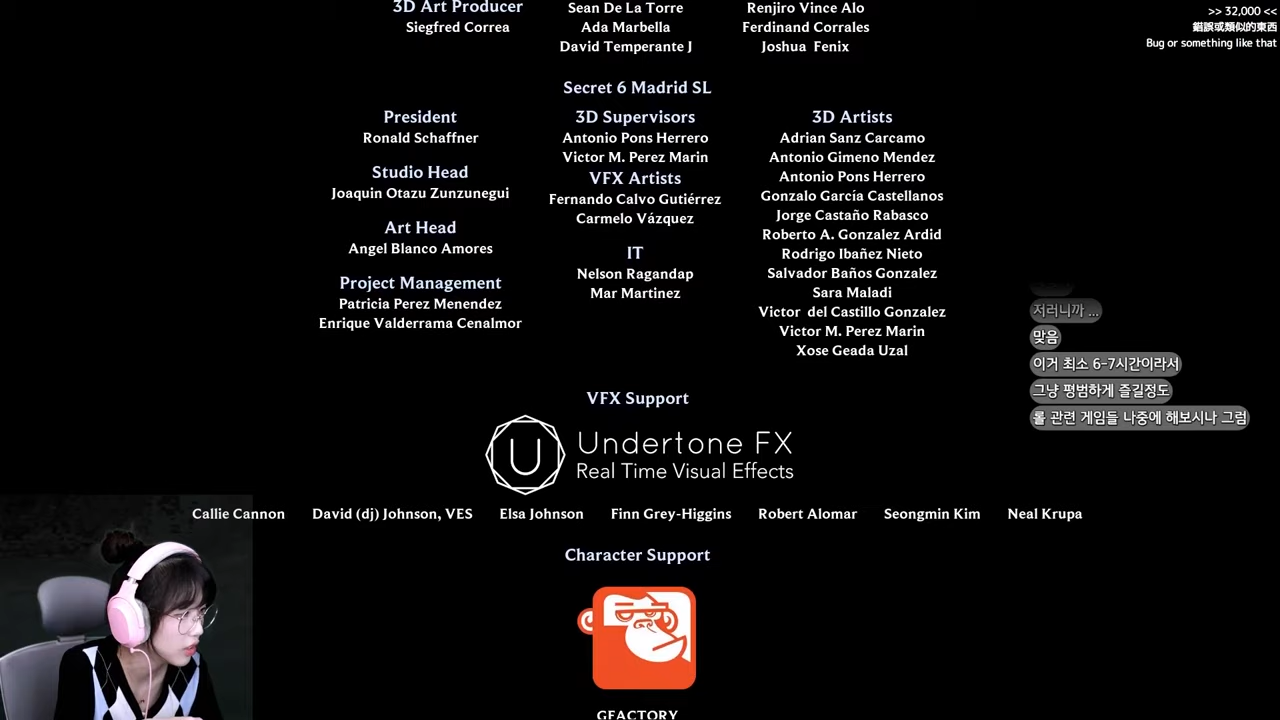 3D Art Producer
Siegfred Correa
Sean De La Torre
Ada Marbella
David Temperante J
Renjiro Vince Alo
Ferdinand Corrales
Joshua Fenix
>> 32,000 <<
錯誤或類似的東西
Bug or something like that
Secret 6 Madrid SL
President
Ronald Schaffner
Studio Head
Joaquin Otazu Zunzunegui
Art Head
Angel Blanco Amores
Project Management
Patricia Perez Menendez
Enrique Valderrama Cenalmor
3D Supervisors
Antonio Pons Herrero
Victor M. Perez Marin
VFX Artists
Fernando Calvo Gutiérrez
Carmelo Vázquez
IT
Nelson Ragandap
Mar Martinez
3D Artists
Adrian Sanz Carcamo
Antonio Gimeno Mendez
Antonio Pons Herrero
Gonzalo García Castellanos
Jorge Castaño Rabasco
Roberto A. Gonzalez Ardid
Rodrigo Ibañez Nieto
Salvador Baños Gonzalez
Sara Maladi
Victor del Castillo Gonzalez
Victor M. Perez Marin
Xose Geada Uzal
저러니까 ...
맞음
이거 최소 6-7시간이라서
그냥 평범하게 즐길정도
롤 관련 게임들 나중에 해보시나 그럼
VFX Support
U
Undertone FX
Real Time Visual Effects
Callie Cannon David (dj) Johnson, VES Elsa Johnson Finn Grey-Higgins Robert Alomar Seongmin Kim Neal Krupa
Character Support
GFACTORY